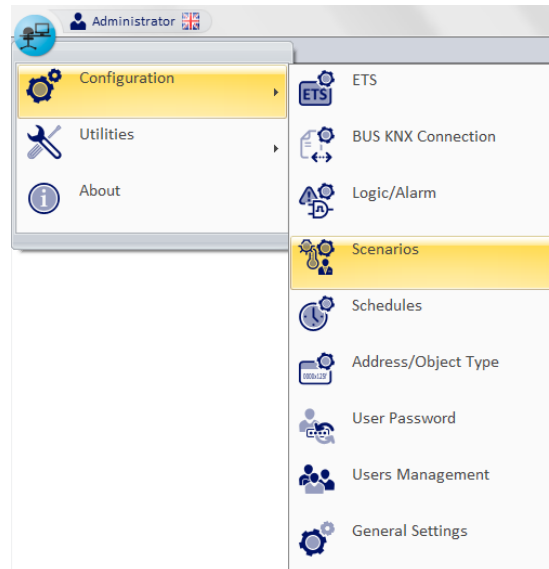 Administrator
Configuration
Utilities
About
ETS
ETS
BUS KNX Connection
Logic/Alarm
Scenarios
Schedules
Address/Object Type
User Password
Users Management
General Settings